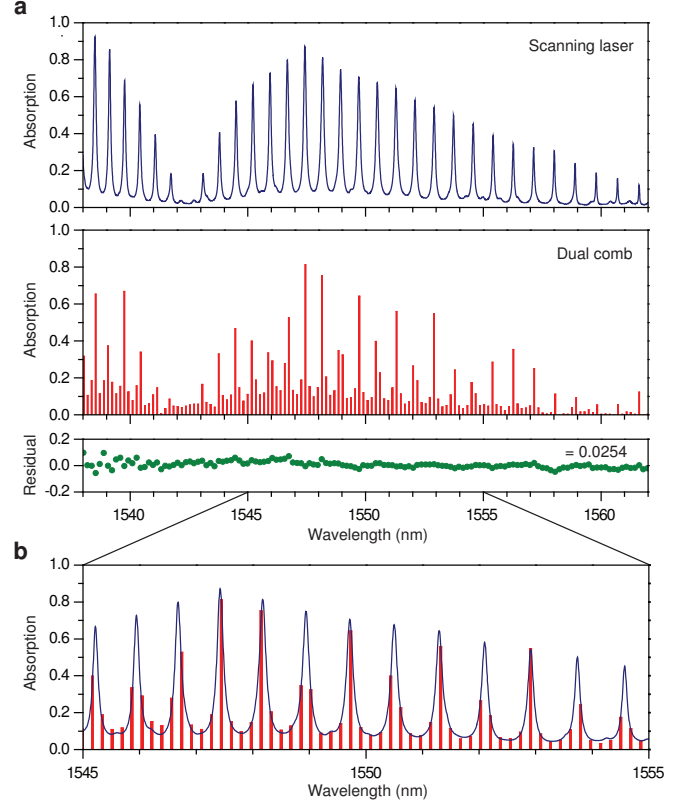 a
1.0
0.8
0.6
0.4
0.2
0.0
Absorption
Scanning laser
1.0
0.8
0.6
0.4
0.2
0.0
Absorption
Dual comb
0.2
0.0
-0.2
Residual
= 0.0254
1540 1545 1550 1555 1560
Wavelength (nm)
b
1.0
0.8
0.6
0.4
0.2
0.0
Absorption
1545 1550 1555
Wavelength (nm)